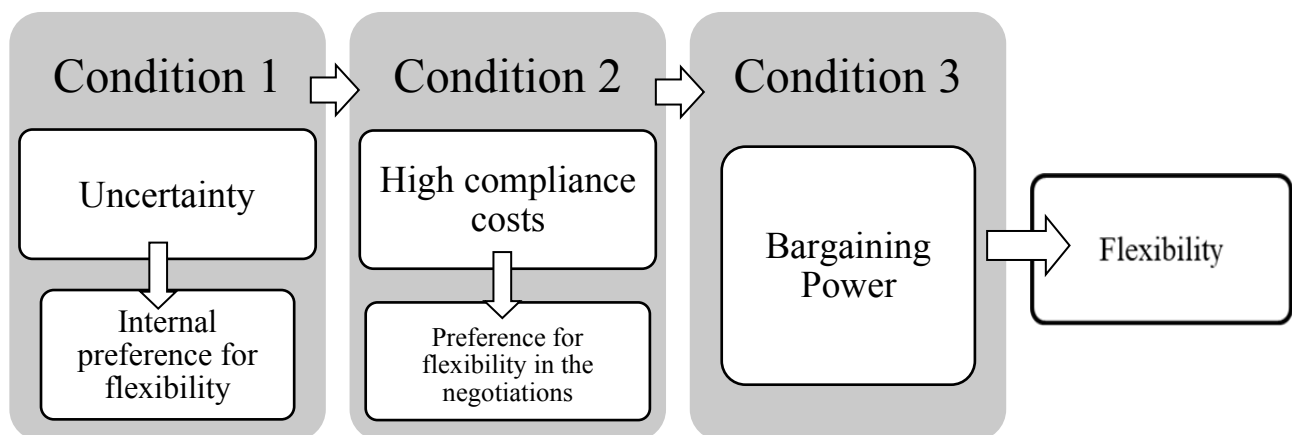 Condition 1
Uncertainty
Internal
preference for
flexibility
Condition 2
High compliance
costs
Preference for
flexibility in the
negotiations
Condition 3
Bargaining
Power
Flexibility